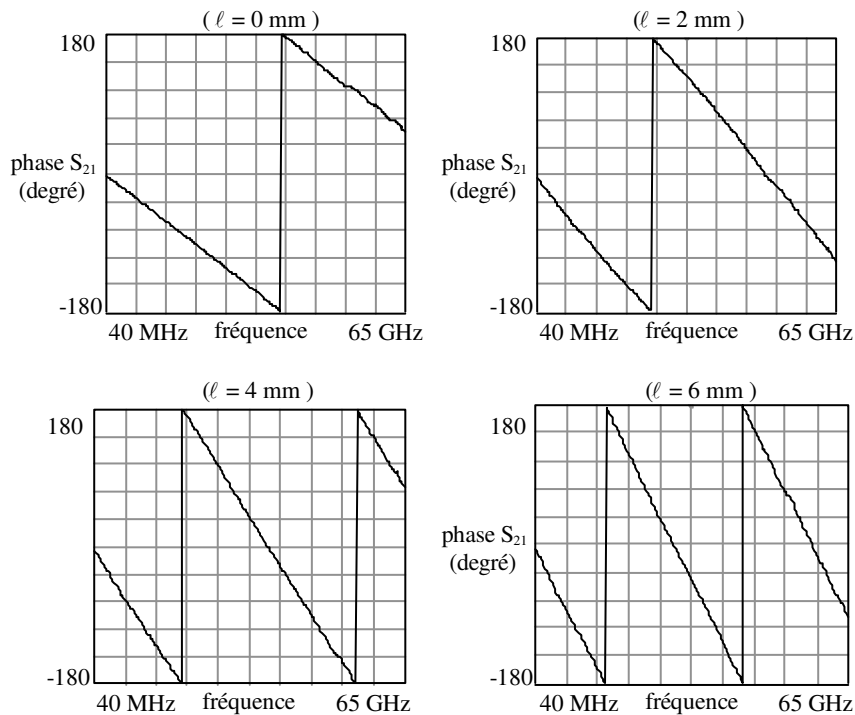 ( ℓ = 0 mm )
180
phase S₂₁
(degré)
-180
40 MHz fréquence 65 GHz
(ℓ = 2 mm )
180
phase S₂₁
(degré)
-180
40 MHz fréquence 65 GHz
(ℓ = 4 mm )
180
-180
40 MHz fréquence 65 GHz
(ℓ = 6 mm )
180
phase S₂₁
(degré)
-180
40 MHz fréquence 65 GHz